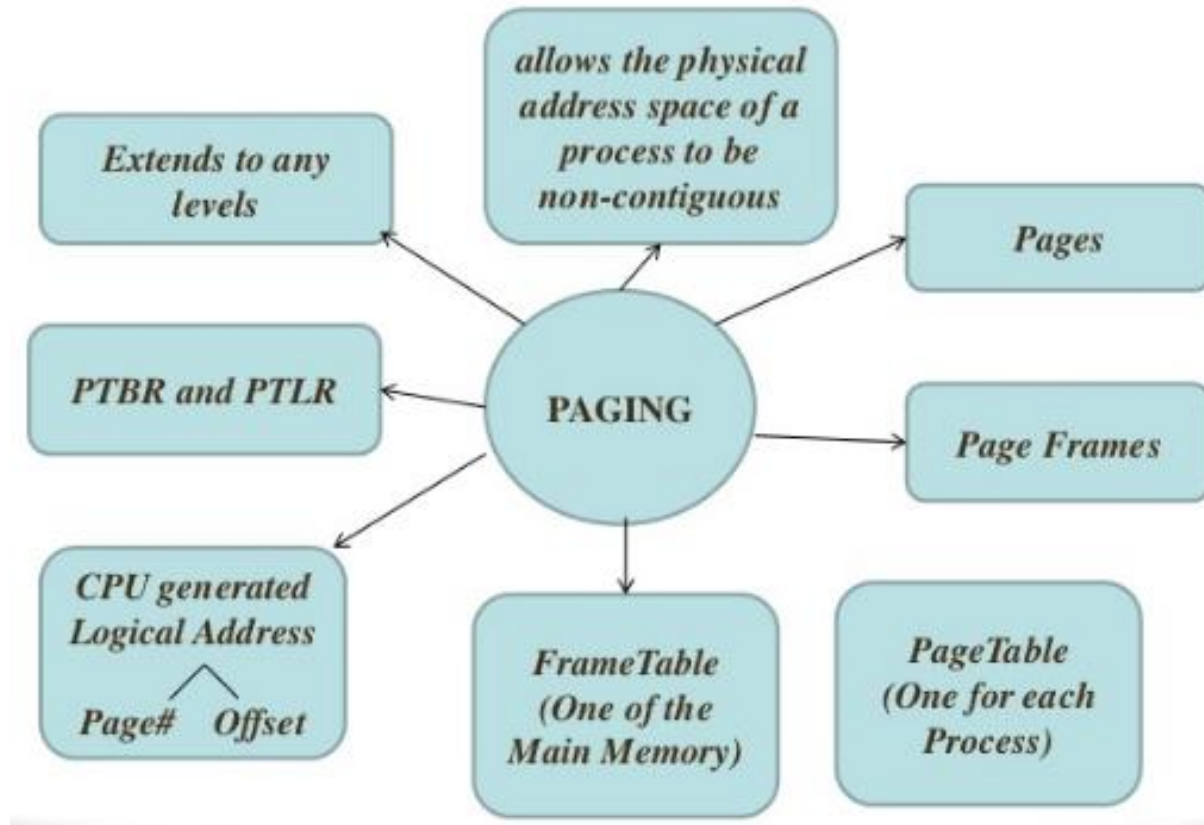 allows the physical
address space of a
process to be
non-contiguous
Extends to any
levels
Pages
PTBR and PTLR
PAGING
Page Frames
CPU generated
Logical Address
Page# Offset
FrameTable
(One of the
Main Memory)
PageTable
(One for each
Process)